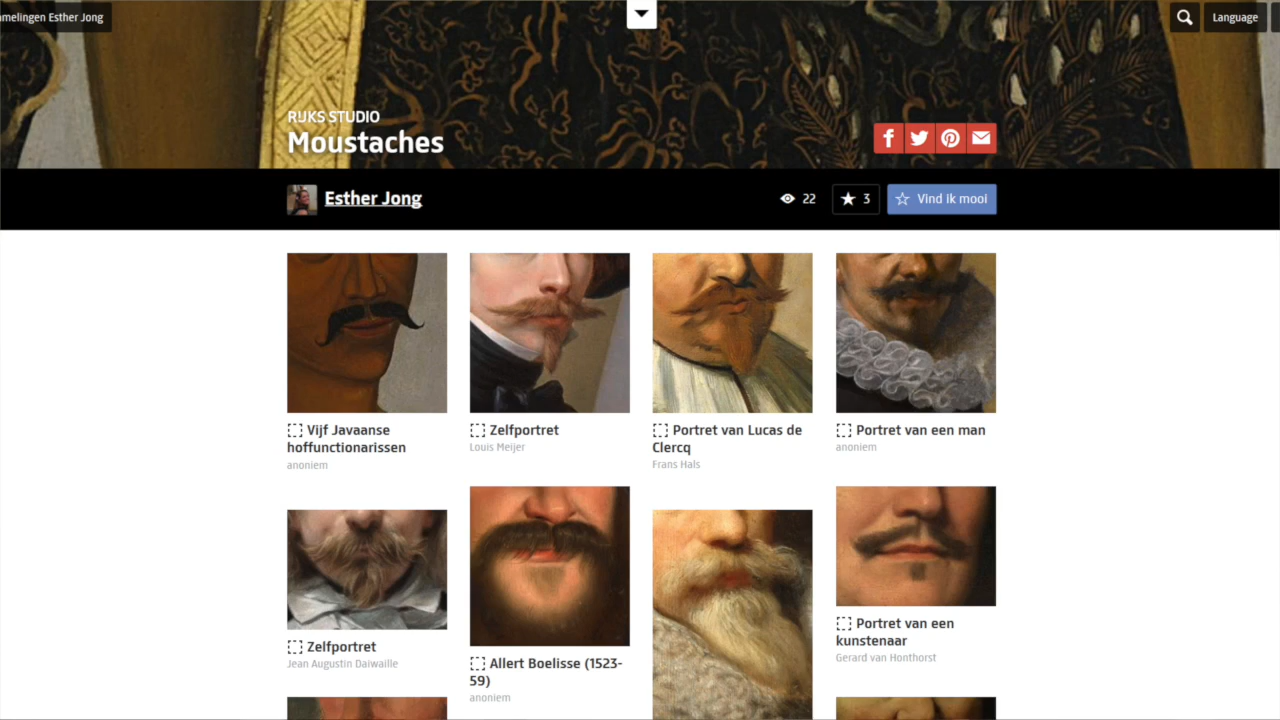 melingen Esther Jong
Language
RIJKS STUDIO
Moustaches
Esther Jong
22
3
Vind ik mooi
Vijf Javaanse
hoffunctionarissen
anoniem
Zelfportret
Louis Meijer
Portret van Lucas de
Clercq
Frans Hals
Portret van een man
anoniem
Zelfportret
Jean Augustin Daiwaille
Allert Boelisse (1523-
59)
anoniem
Portret van een
kunstenaar
Gerard van Honthorst